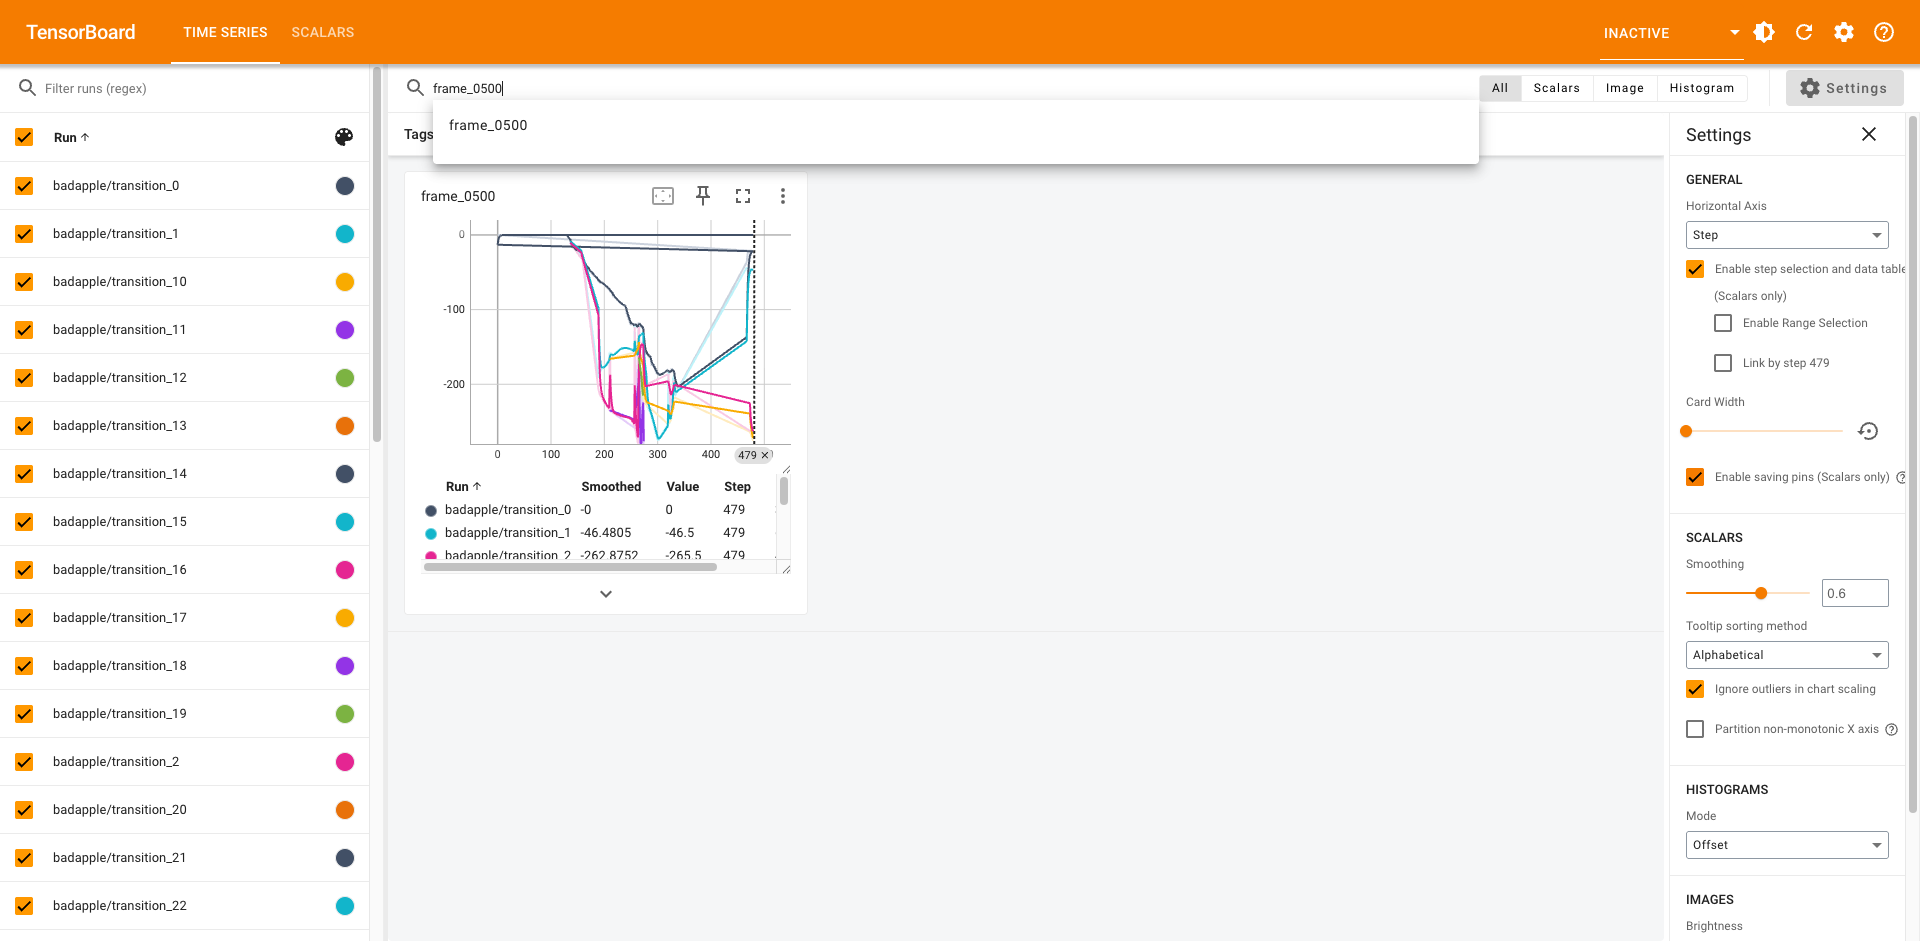 TensorBoard
TIME SERIES
SCALARS
INACTIVE
Filter runs (regex)
frame_0500
All
Scalars
Image
Histogram
Settings
frame_0500
Run
Tags
Settings
badapple/transition_0
badapple/transition_1
badapple/transition_10
badapple/transition_11
badapple/transition_12
badapple/transition_13
badapple/transition_14
badapple/transition_15
badapple/transition_16
badapple/transition_17
badapple/transition_18
badapple/transition_19
badapple/transition_2
badapple/transition_20
badapple/transition_21
badapple/transition_22
frame_0500
0
-100
-200
0 100 200 300 400 479
Run Smoothed Value Step
badapple/transition_0 -0 0 479
badapple/transition_1 -46.4805 -46.5 479
badapple/transition_2 -262.8752 -265.5 479
GENERAL
Horizontal Axis
Step
Enable step selection and data table
(Scalars only)
Enable Range Selection
Link by step 479
Card Width
Enable saving pins (Scalars only)
SCALARS
Smoothing
0.6
Tooltip sorting method
Alphabetical
Ignore outliers in chart scaling
Partition non-monotonic X axis
HISTOGRAMS
Mode
Offset
IMAGES
Brightness